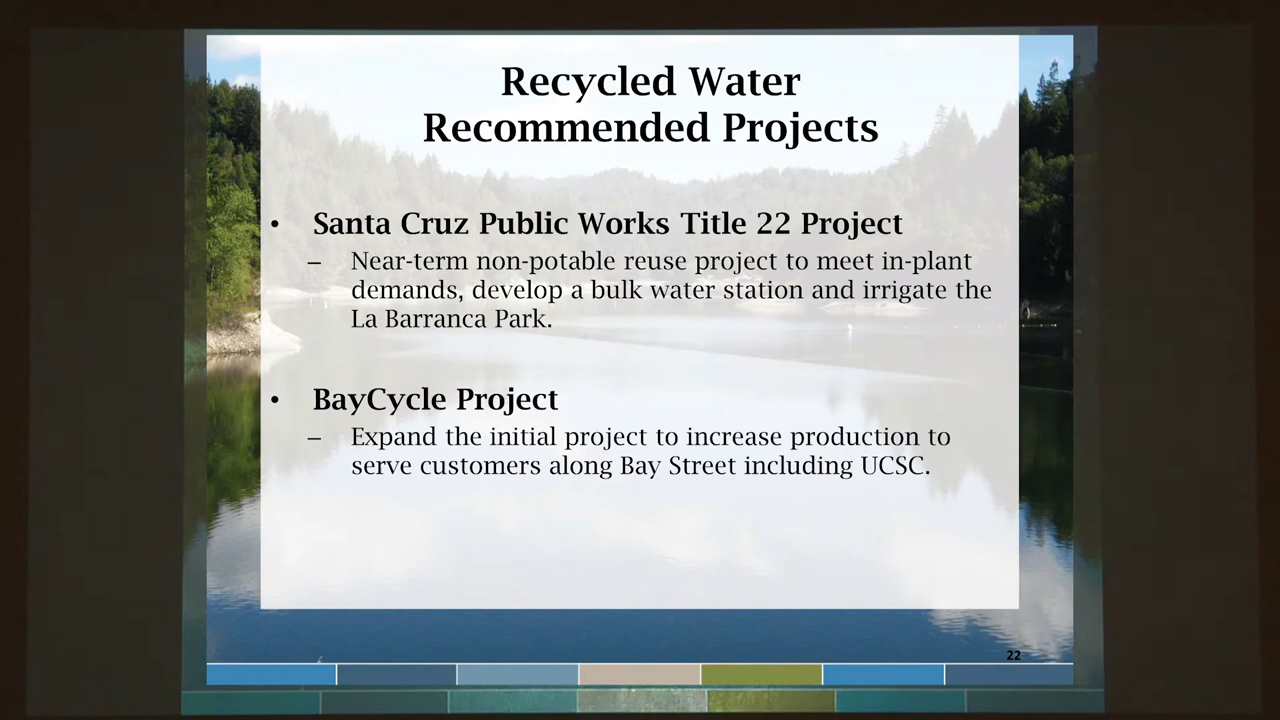 Recycled Water
Recommended Projects
• Santa Cruz Public Works Title 22 Project
– Near-term non-potable reuse project to meet in-plant
demands, develop a bulk water station and irrigate the
La Barranca Park.
• BayCycle Project
– Expand the initial project to increase production to
serve customers along Bay Street including UCSC.
22